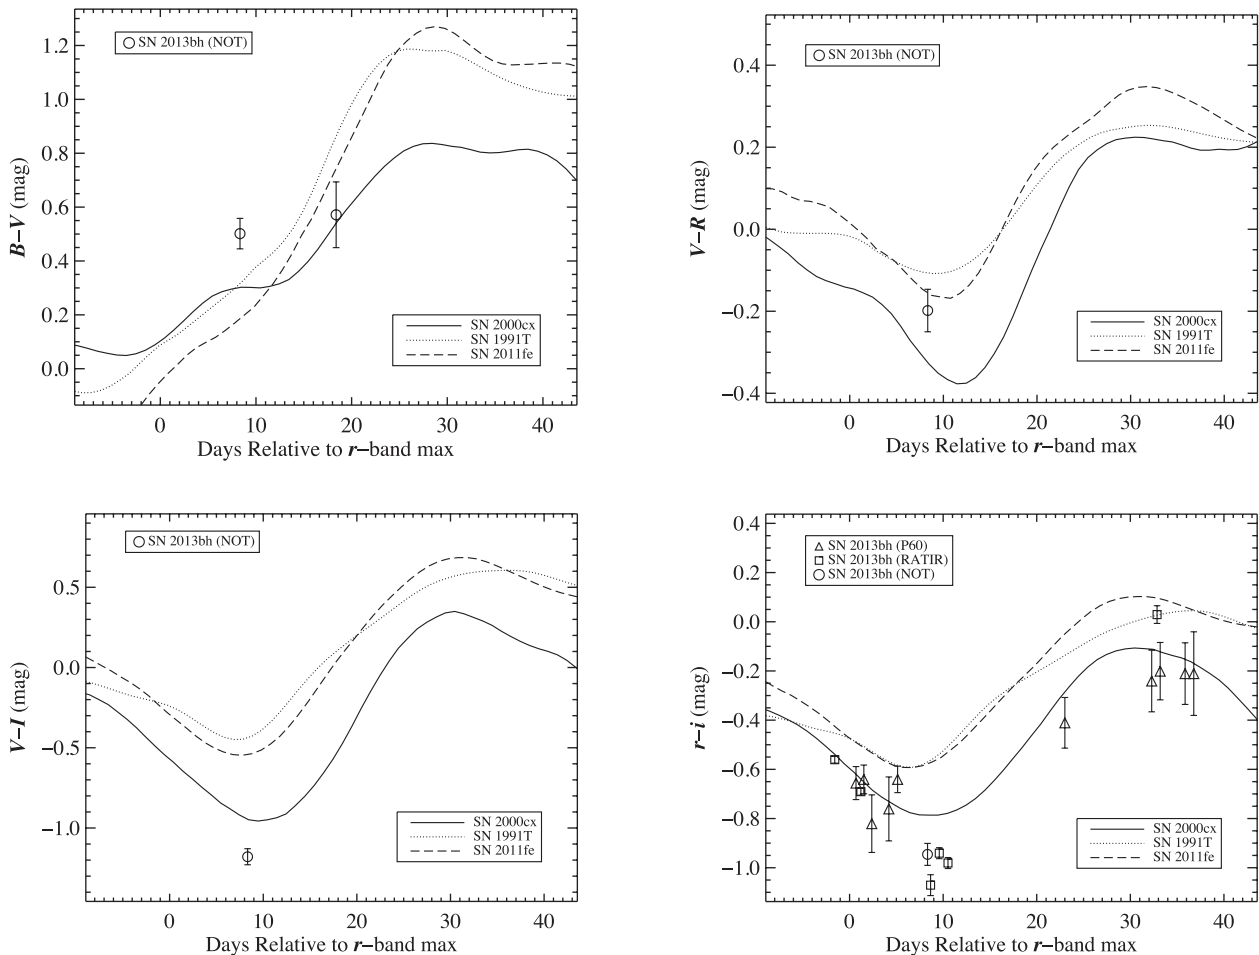 SN 2013bh (NOT)
1.2
1.0
0.8
0.6
0.4
0.2
0.0
B−V (mag)
SN 2000cx
SN 1991T
SN 2011fe
0 10 20 30 40
Days Relative to r−band max
SN 2013bh (NOT)
0.4
0.2
0.0
−0.2
−0.4
V−R (mag)
SN 2000cx
SN 1991T
SN 2011fe
0 10 20 30 40
Days Relative to r−band max
SN 2013bh (NOT)
0.5
0.0
−0.5
−1.0
V−I (mag)
SN 2000cx
SN 1991T
SN 2011fe
0 10 20 30 40
Days Relative to r−band max
0.4
SN 2013bh (P60)
SN 2013bh (RATIR)
SN 2013bh (NOT)
0.2
0.0
−0.2
−0.4
−0.6
−0.8
−1.0
r−i (mag)
SN 2000cx
SN 1991T
SN 2011fe
0 10 20 30 40
Days Relative to r−band max